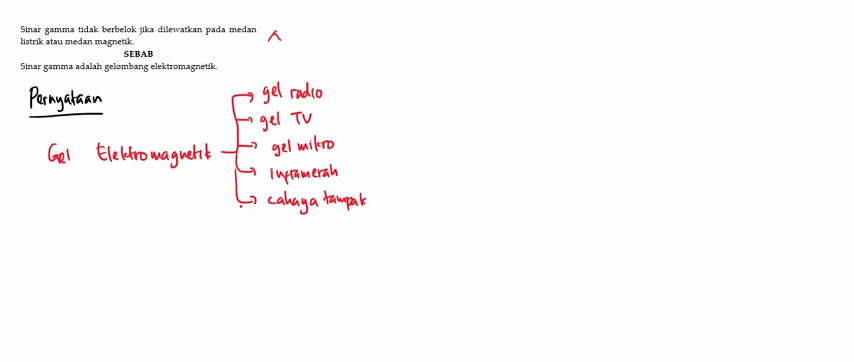 Sinar gamma tidak berbelok jika dilewatkan pada medan
listrik atau medan magnetik.
SEBAB
Sinar gamma adalah gelombang elektromagnetik.
Pernyataan
gel radio
gel TV
Gel Elektromagnetik
gel mikro
inframerah
cahaya tampak